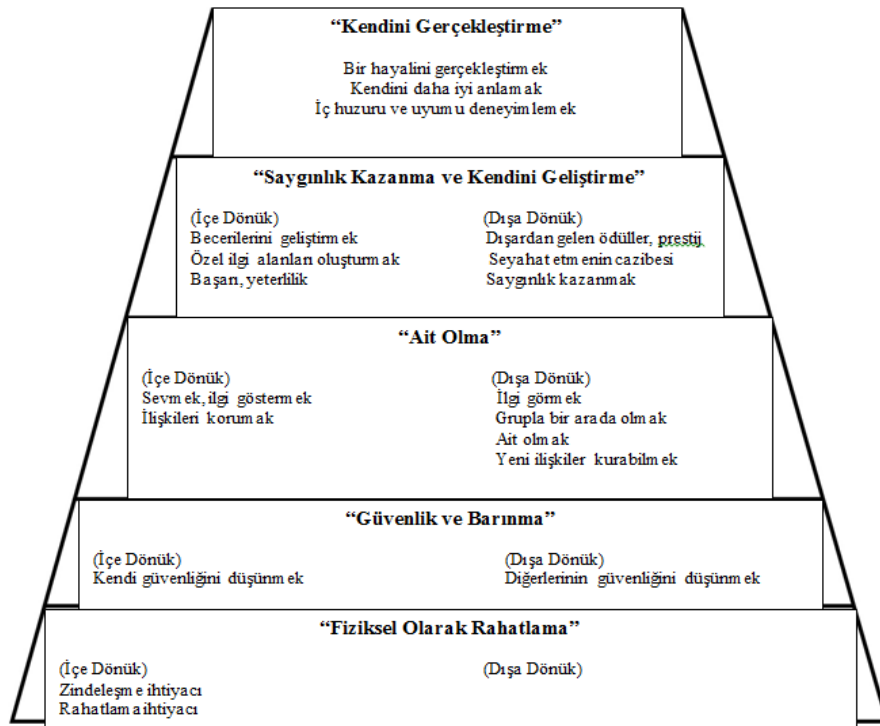 “Kendini Gerçekleştirme”
Bir hayalini gerçekleştirmek
Kendini daha iyi anlamak
İç huzuru ve uyumu deneyimlemek
“Saygınlık Kazanma ve Kendini Geliştirme”
(İçe Dönük)
Becerilerini geliştirmek
Özel ilgi alanları oluşturmak
Başarı, yeterlilik
(Dışa Dönük)
Dışardan gelen ödüller, prestij
Seyahat etmenin cazibesi
Saygınlık kazanmak
“Ait Olma”
(İçe Dönük)
Sevmek, ilgi göstermek
İlişkileri korumak
(Dışa Dönük)
İlgi görmek
Grupla bir arada olmak
Ait olmak
Yeni ilişkiler kurabilmek
“Güvenlik ve Barınma”
(İçe Dönük)
Kendi güvenliğini düşünmek
(Dışa Dönük)
Diğerlerinin güvenliğini düşünmek
“Fiziksel Olarak Rahatlama”
(İçe Dönük)
Zindeleşme ihtiyacı
Rahatlama ihtiyacı
(Dışa Dönük)